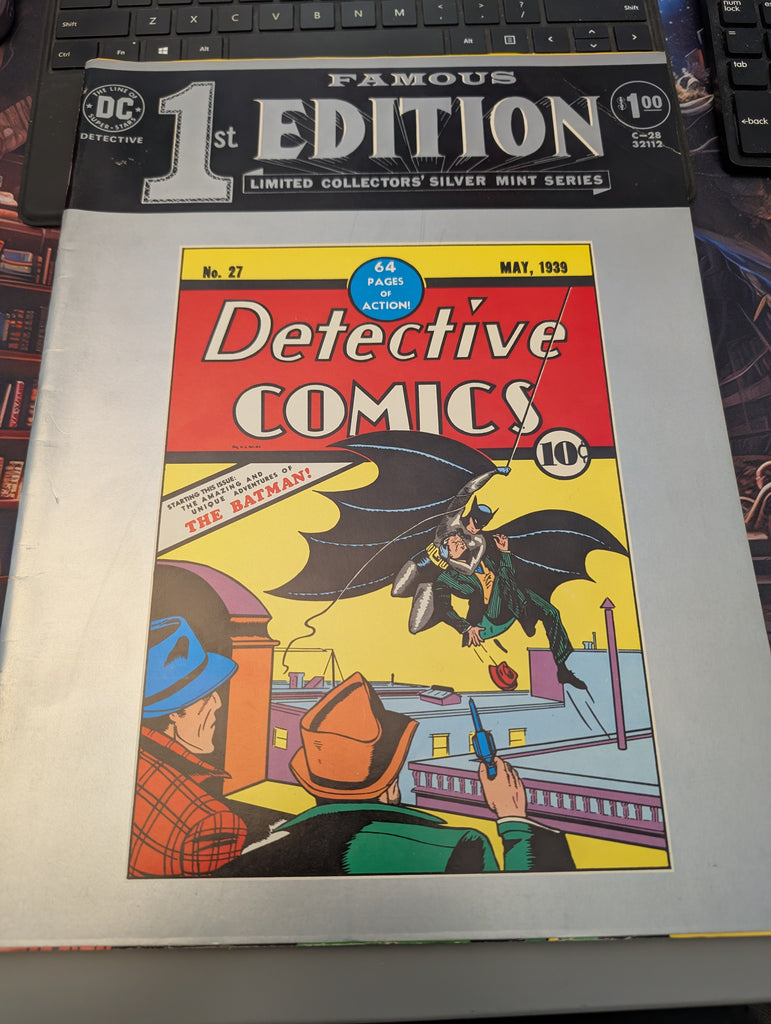 Shift
Z X C V B N M < > ? Shift
Ctrl Fn Alt Alt < >
num lock
tab
←back
THE LINE OF
DC
SUPER-STARS
DETECTIVE
FAMOUS
1st EDITION
$1.00
C-28
32112
LIMITED COLLECTORS' SILVER MINT SERIES
No. 27
64
PAGES
OF
ACTION!
MAY, 1939
Detective
COMICS
10¢
STARTING THIS ISSUE:
THE AMAZING AND
UNIQUE ADVENTURES OF
THE BATMAN!